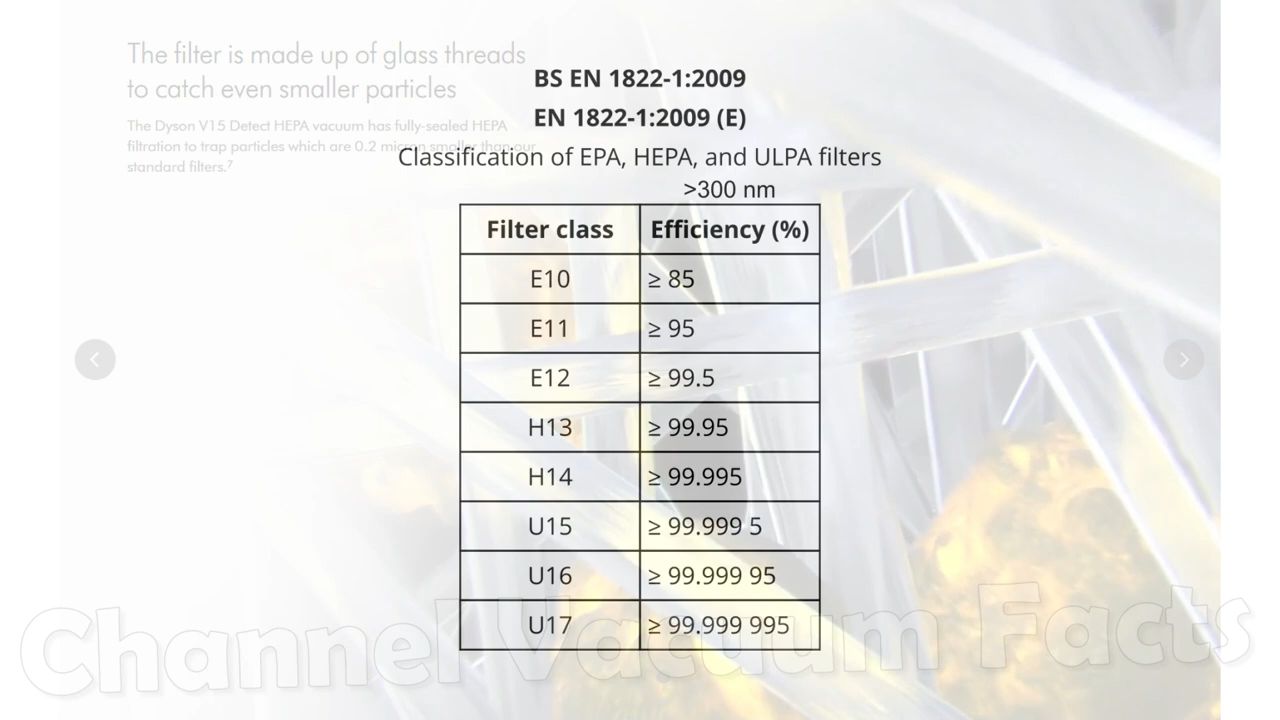 The filter is made up of glass threads
to catch even smaller particles
The Dyson V15 Detect HEPA vacuum has fully-sealed HEPA
filtration to trap particles which are 0.2 micron smaller than our
standard filters.⁷
BS EN 1822-1:2009
EN 1822-1:2009 (E)
Classification of EPA, HEPA, and ULPA filters
>300 nm
Filter class Efficiency (%)
E10 ≥ 85
E11 ≥ 95
E12 ≥ 99.5
H13 ≥ 99.95
H14 ≥ 99.995
U15 ≥ 99.999 5
U16 ≥ 99.999 95
U17 ≥ 99.999 995
Channel Vacuum Facts